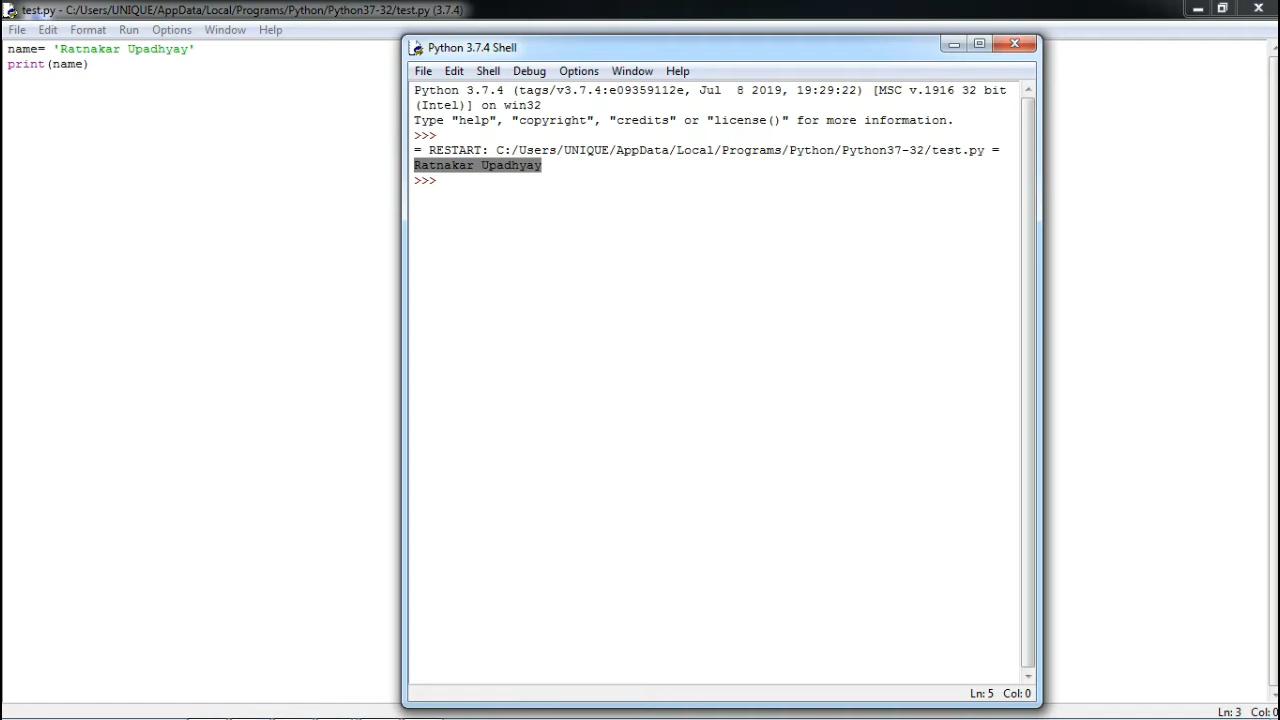 test.py - C:/Users/UNIQUE/AppData/Local/Programs/Python/Python37-32/test.py (3.7.4)
File Edit Format Run Options Window Help
name= 'Ratnakar Upadhyay'
print(name)
Python 3.7.4 Shell
File Edit Shell Debug Options Window Help
Python 3.7.4 (tags/v3.7.4:e09359112e, Jul  8 2019, 19:29:22) [MSC v.1916 32 bit
(Intel)] on win32
Type "help", "copyright", "credits" or "license()" for more information.
>>>
= RESTART: C:/Users/UNIQUE/AppData/Local/Programs/Python/Python37-32/test.py =
Ratnakar Upadhyay
>>>
Ln: 5 Col: 0
Ln: 3 Col: 0